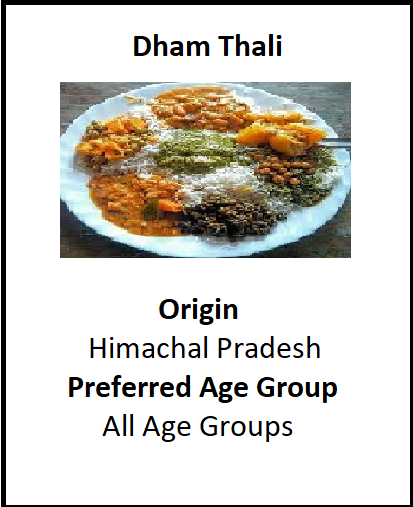 Dham Thali
Origin
Himachal Pradesh
Preferred Age Group
All Age Groups